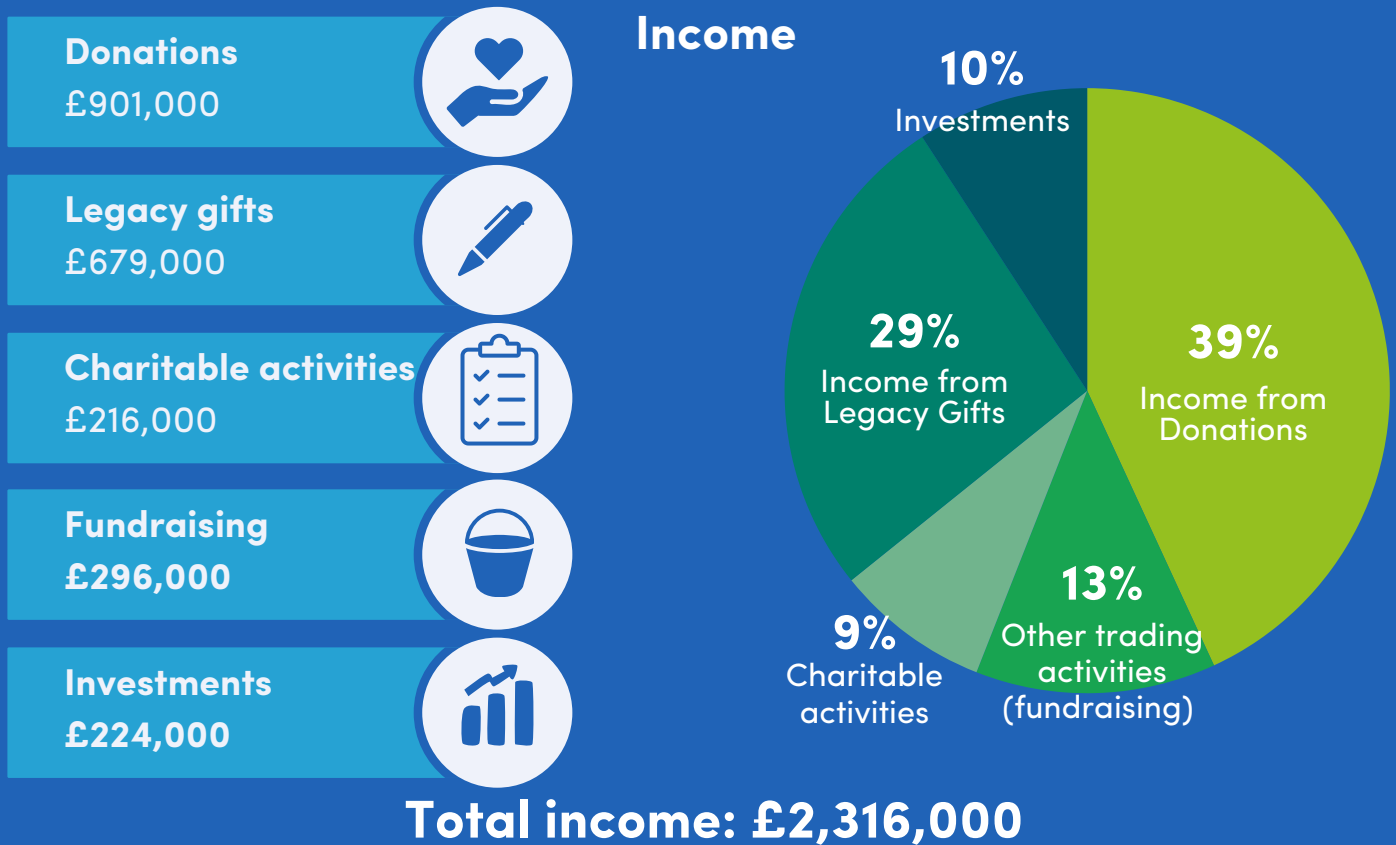 Donations
£901,000
Legacy gifts
£679,000
Charitable activities
£216,000
Fundraising
£296,000
Investments
£224,000
Income
10%
Investments
29%
Income from
Legacy Gifts
39%
Income from
Donations
9%
Charitable
activities
13%
Other trading
activities
(fundraising)
Total income: £2,316,000